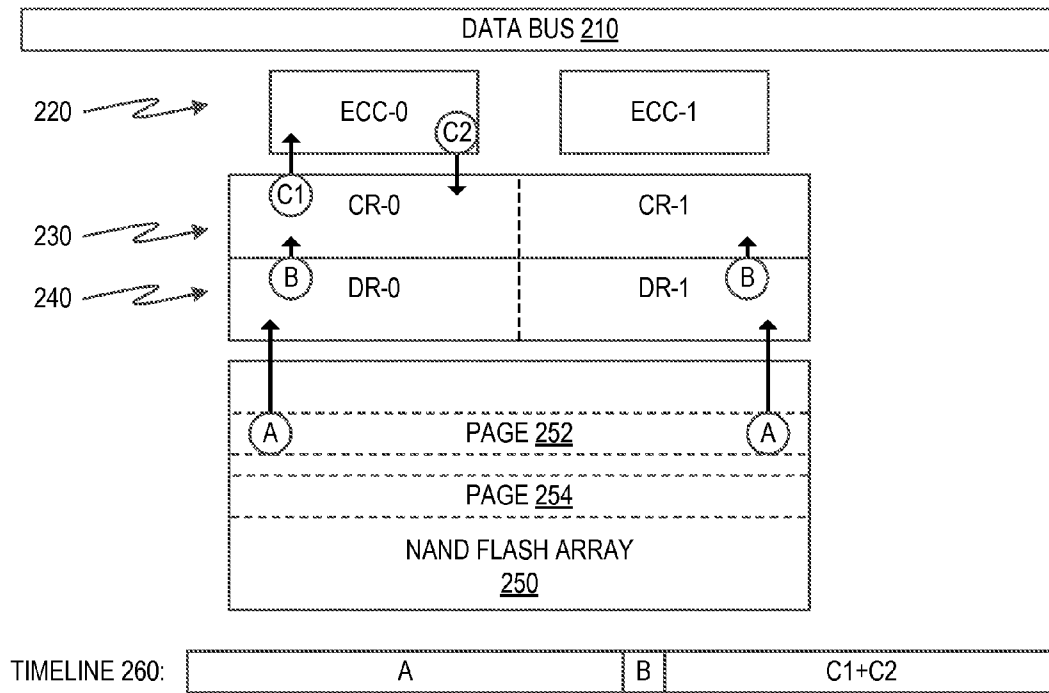 DATA BUS 210
220
ECC-0
ECC-1
C2
C1
CR-0
CR-1
230
B
B
240
DR-0
DR-1
A
PAGE 252
A
PAGE 254
NAND FLASH ARRAY
250
TIMELINE 260:
A
B
C1+C2